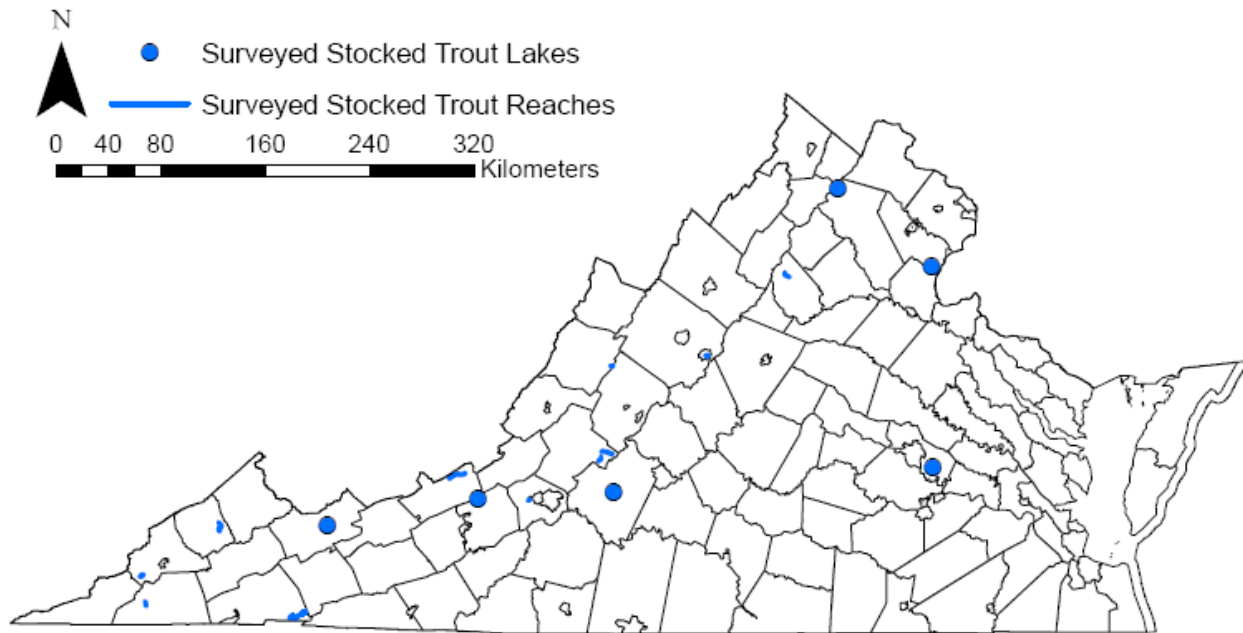 N
Surveyed Stocked Trout Lakes
Surveyed Stocked Trout Reaches
0 40 80 160 240 320
Kilometers